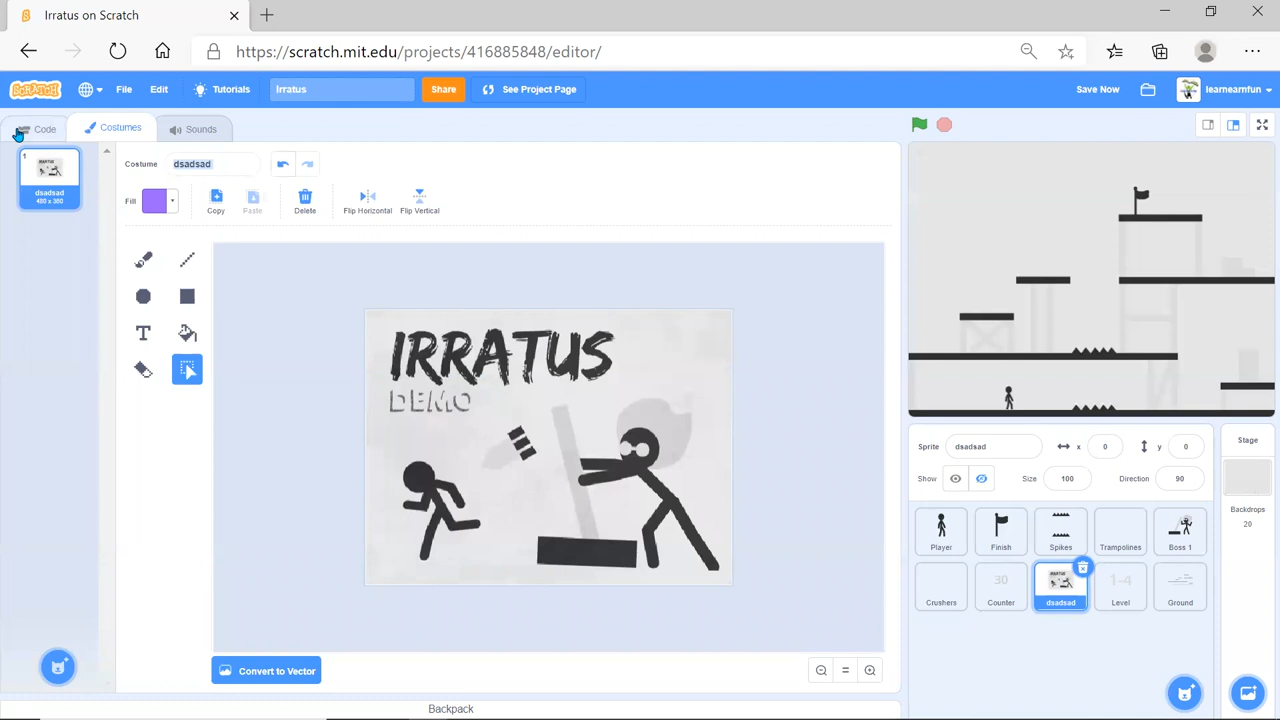 Irratus on Scratch
https://scratch.mit.edu/projects/416885848/editor/
SCRATCH File Edit Tutorials Irratus Share See Project Page Save Now learnearnfun
Code Costumes Sounds
1
dsadsad
480 x 360
Costume dsadsad
Fill Copy Paste Delete Flip Horizontal Flip Vertical
T
IRRATUS
DEMO
Convert to Vector
Backpack
Sprite dsadsad x 0 y 0
Show Size 100 Direction 90
Player Finish Spikes Trampolines Boss 1
30 1-4
Crushers Counter dsadsad Level Ground
Stage
Backdrops
20